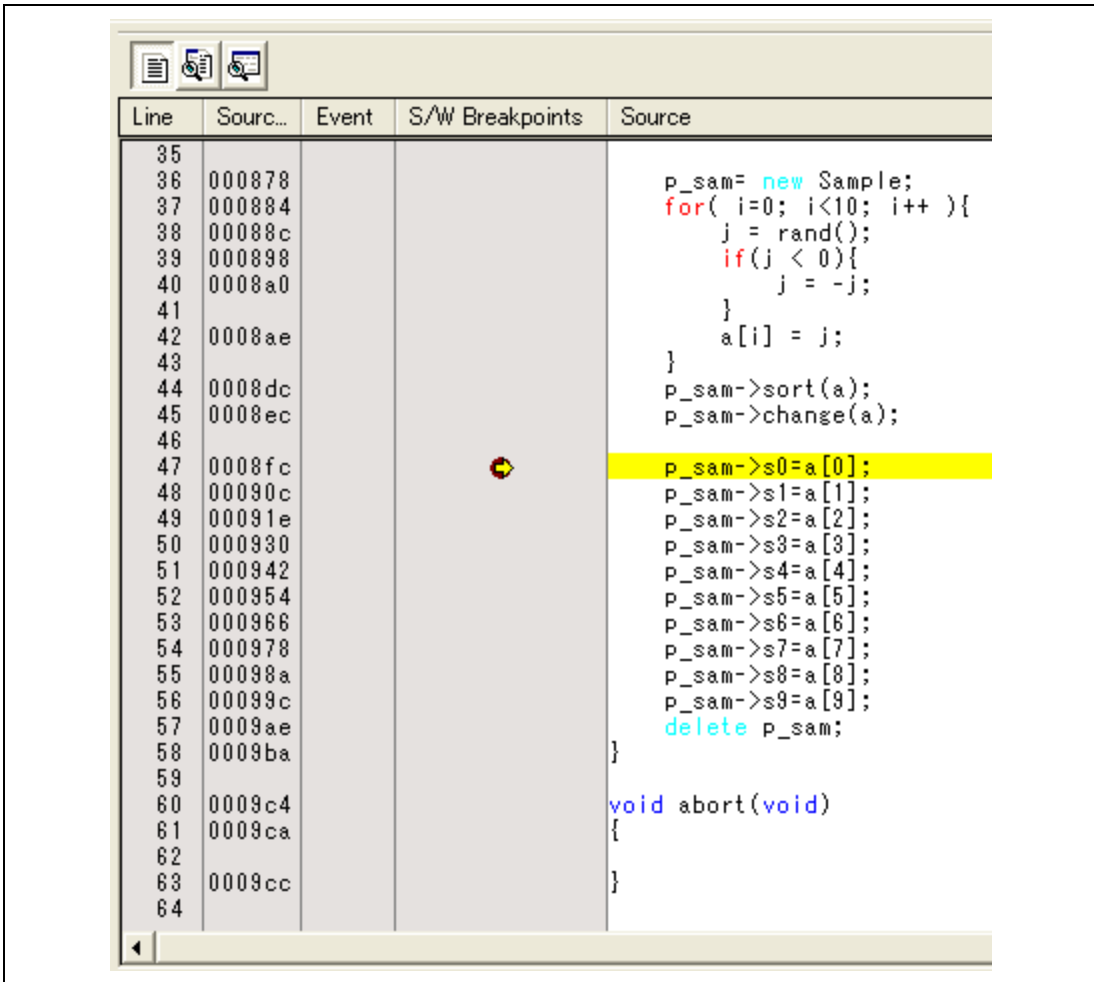 Line Sourc... Event S/W Breakpoints Source
35
36 000878 p_sam= new Sample;
37 000884 for( i=0; i<10; i++ ){
38 00088c j = rand();
39 000898 if(j < 0){
40 0008a0 j = -j;
41 }
42 0008ae a[i] = j;
43 }
44 0008dc p_sam->sort(a);
45 0008ec p_sam->change(a);
46
47 0008fc p_sam->s0=a[0];
48 00090c p_sam->s1=a[1];
49 00091e p_sam->s2=a[2];
50 000930 p_sam->s3=a[3];
51 000942 p_sam->s4=a[4];
52 000954 p_sam->s5=a[5];
53 000966 p_sam->s6=a[6];
54 000978 p_sam->s7=a[7];
55 00098a p_sam->s8=a[8];
56 00099c p_sam->s9=a[9];
57 0009ae delete p_sam;
58 0009ba }
59
60 0009c4 void abort(void)
61 0009ca {
62
63 0009cc }
64